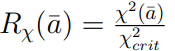 R_χ(ā) = χ²(ā) / χ²_crit